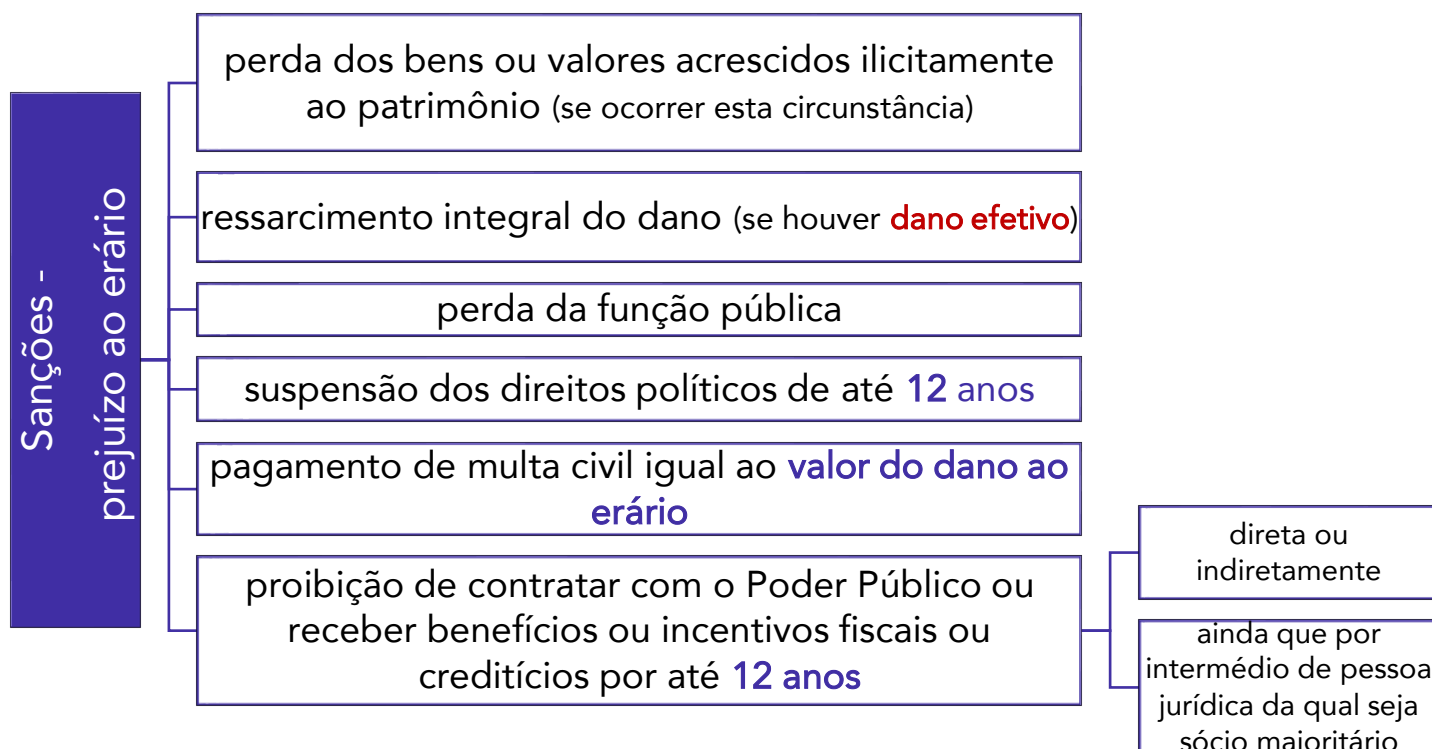 Sanções -
prejuízo ao erário
perda dos bens ou valores acrescidos ilicitamente
ao patrimônio (se ocorrer esta circunstância)
ressarcimento integral do dano (se houver dano efetivo)
perda da função pública
suspensão dos direitos políticos de até 12 anos
pagamento de multa civil igual ao valor do dano ao
erário
proibição de contratar com o Poder Público ou
receber benefícios ou incentivos fiscais ou
creditícios por até 12 anos
direta ou
indiretamente
ainda que por
intermédio de pessoa
jurídica da qual seja
sócio majoritário